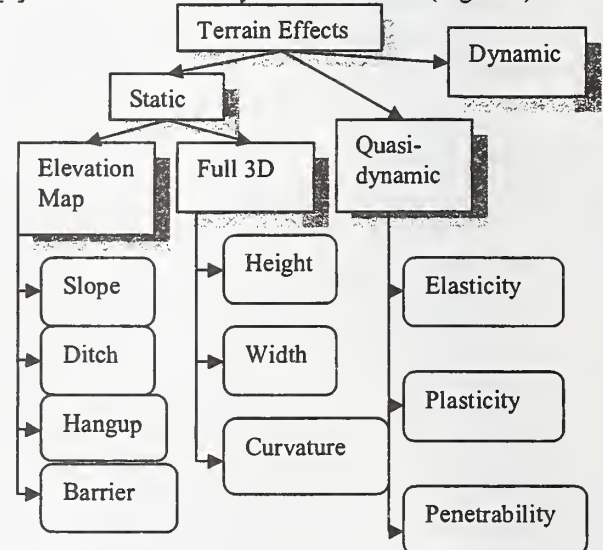 Terrain Effects
Dynamic
Static
Elevation
Map
Full 3D
Quasi-
dynamic
Slope
Ditch
Hangup
Barrier
Height
Width
Curvature
Elasticity
Plasticity
Penetrability